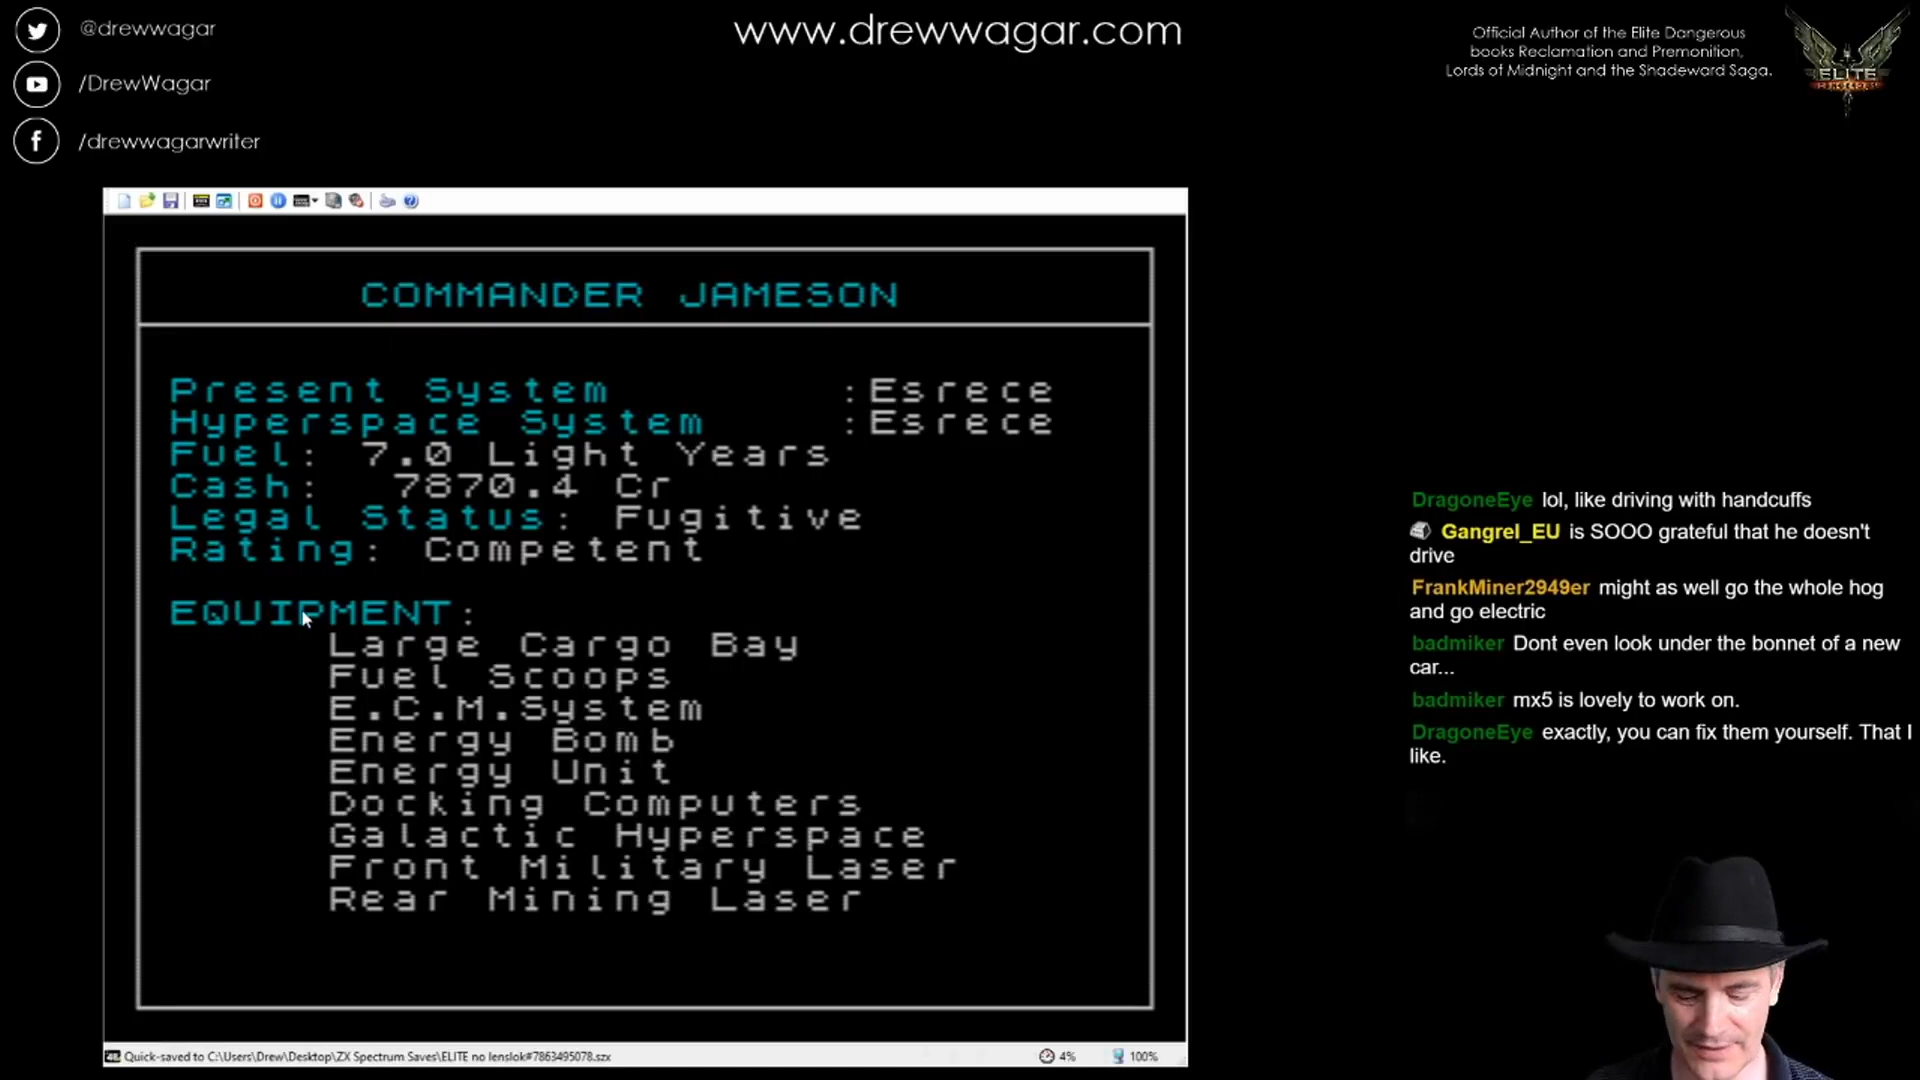 @drewwagar
/DrewWagar
/drewwagarwriter
www.drewwagar.com
Official Author of the Elite Dangerous
books Reclamation and Premonition,
Lords of Midnight and the Shadeward Saga.
ELITE
COMMANDER JAMESON
Present System :Esrece
Hyperspace System :Esrece
Fuel: 7.0 Light Years
Cash: 7870.4 Cr
Legal Status: Fugitive
Rating: Competent
EQUIPMENT:
Large Cargo Bay
Fuel Scoops
E.C.M.System
Energy Bomb
Energy Unit
Docking Computers
Galactic Hyperspace
Front Military Laser
Rear Mining Laser
Quick-saved to C:\Users\Drew\Desktop\ZX Spectrum Saves\ELITE no lenslok#7863495078.szx
4%
100%
DragoneEye lol, like driving with handcuffs
Gangrel_EU is SOOO grateful that he doesn't
drive
FrankMiner2949er might as well go the whole hog
and go electric
badmiker Dont even look under the bonnet of a new
car...
badmiker mx5 is lovely to work on.
DragoneEye exactly, you can fix them yourself. That I
like.